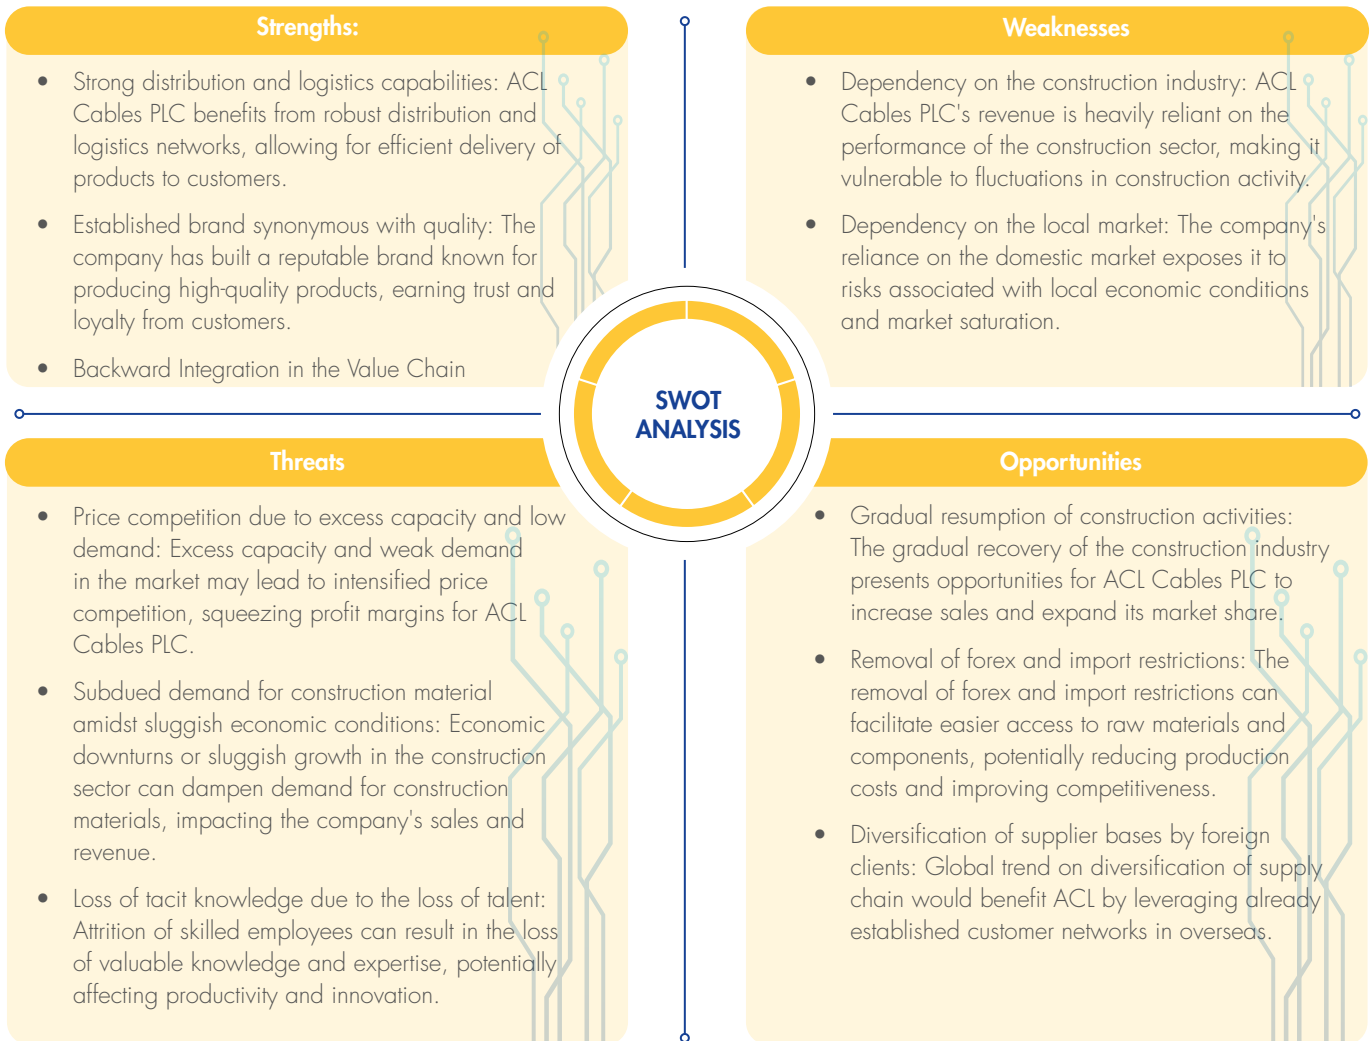 Strengths:
• Strong distribution and logistics capabilities: ACL
Cables PLC benefits from robust distribution and
logistics networks, allowing for efficient delivery of
products to customers.
• Established brand synonymous with quality: The
company has built a reputable brand known for
producing high-quality products, earning trust and
loyalty from customers.
• Backward Integration in the Value Chain
Weaknesses
• Dependency on the construction industry: ACL
Cables PLC's revenue is heavily reliant on the
performance of the construction sector, making it
vulnerable to fluctuations in construction activity.
• Dependency on the local market: The company's
reliance on the domestic market exposes it to
risks associated with local economic conditions
and market saturation.
SWOT
ANALYSIS
Threats
• Price competition due to excess capacity and low
demand: Excess capacity and weak demand
in the market may lead to intensified price
competition, squeezing profit margins for ACL
Cables PLC.
• Subdued demand for construction material
amidst sluggish economic conditions: Economic
downturns or sluggish growth in the construction
sector can dampen demand for construction
materials, impacting the company's sales and
revenue.
• Loss of tacit knowledge due to the loss of talent:
Attrition of skilled employees can result in the loss
of valuable knowledge and expertise, potentially
affecting productivity and innovation.
Opportunities
• Gradual resumption of construction activities:
The gradual recovery of the construction industry
presents opportunities for ACL Cables PLC to
increase sales and expand its market share.
• Removal of forex and import restrictions: The
removal of forex and import restrictions can
facilitate easier access to raw materials and
components, potentially reducing production
costs and improving competitiveness.
• Diversification of supplier bases by foreign
clients: Global trend on diversification of supply
chain would benefit ACL by leveraging already
established customer networks in overseas.